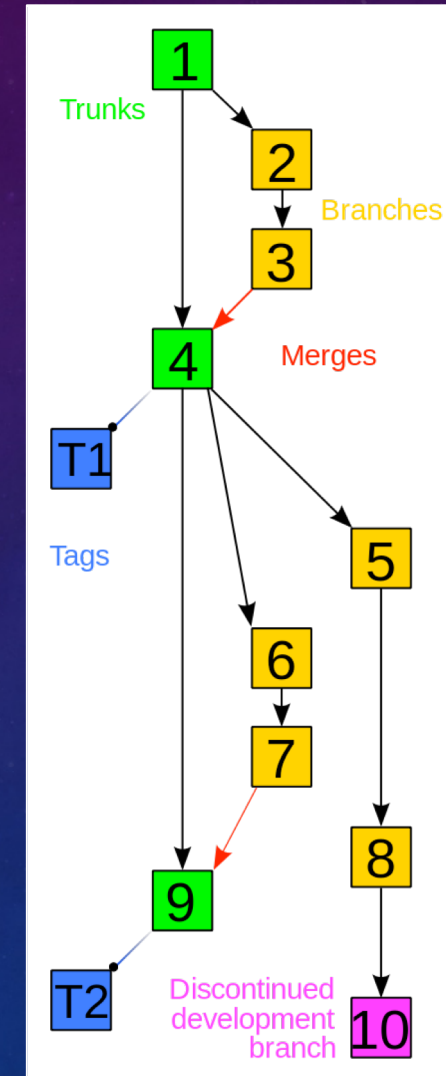 1
Trunks
2
Branches
3
Merges
4
T1
Tags
5
6
7
8
9
T2
Discontinued
development
branch
10